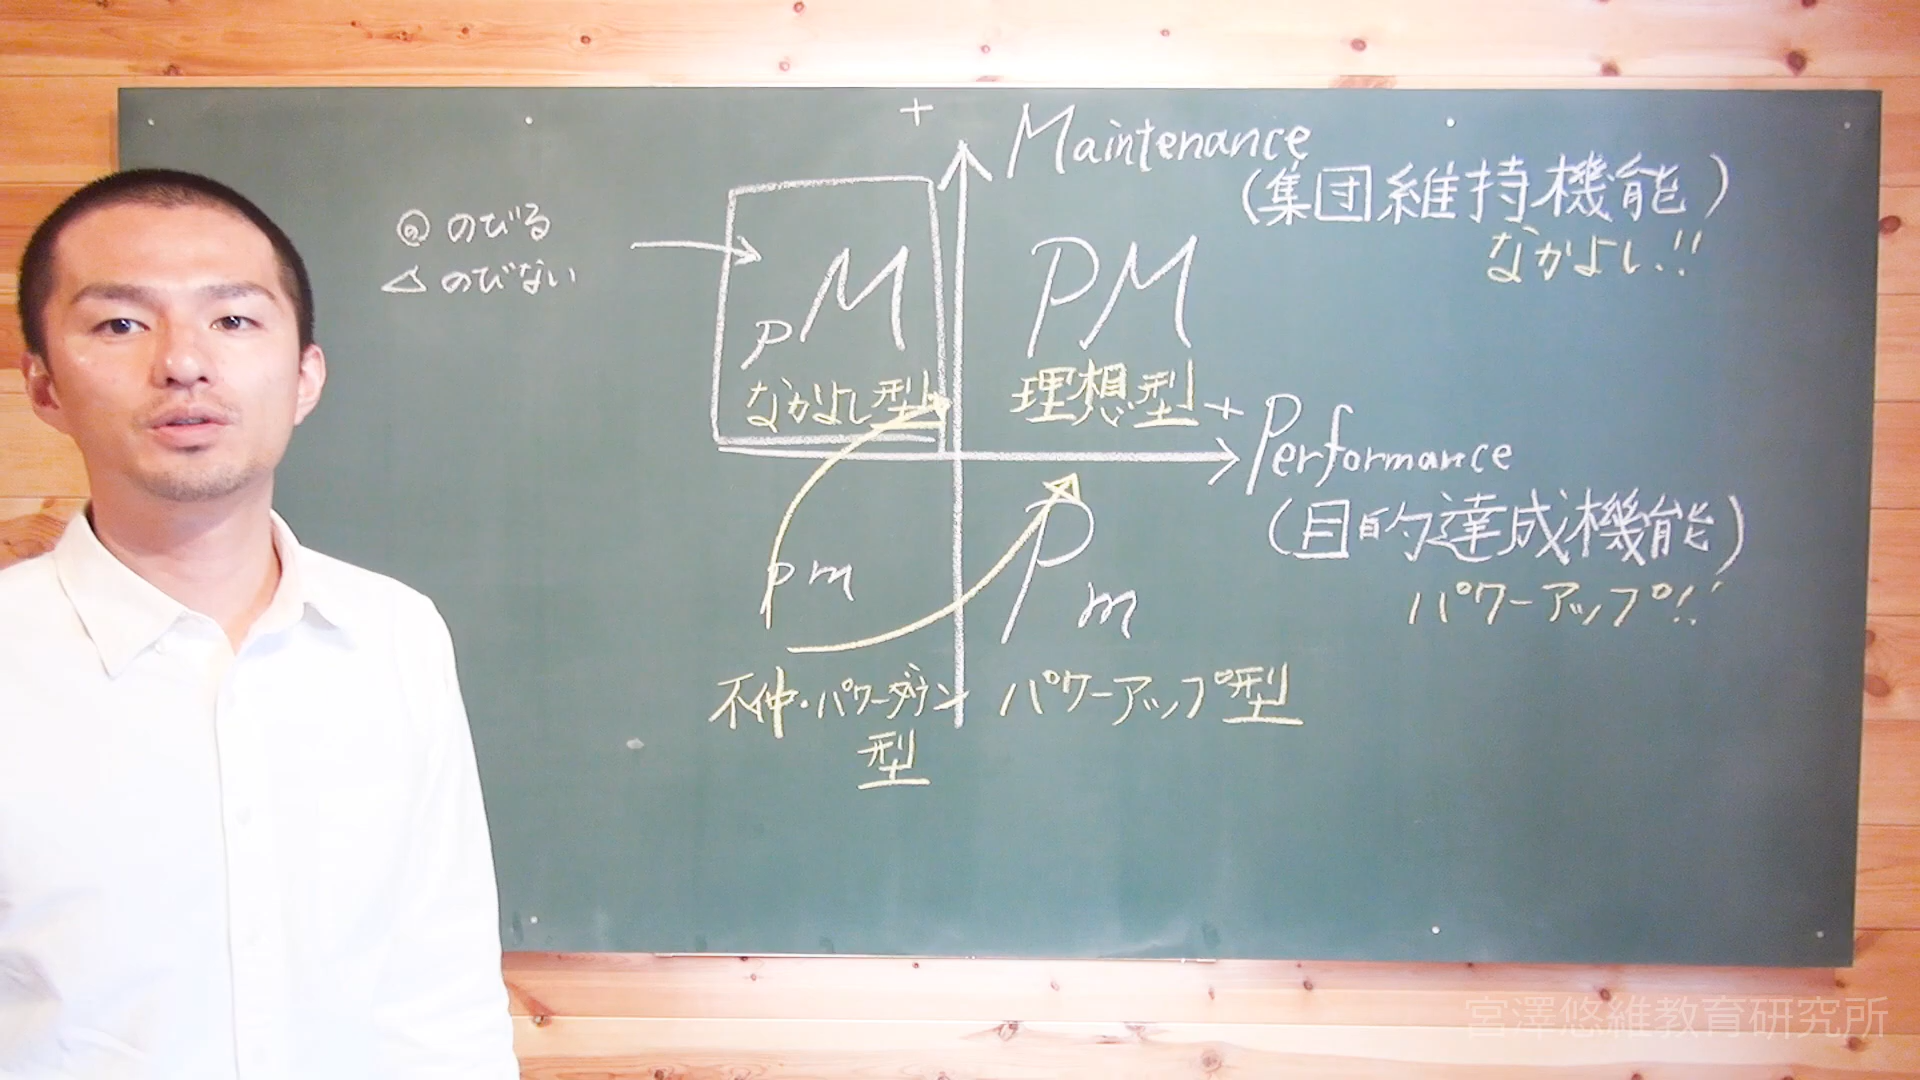 +
Maintenance
(集団維持機能)
なかよし!!
◎ のびる
△ のびない
pM
PM
なかよし型
理想型
+
Performance
(目的達成機能)
パワーアップ!!
pm
Pm
不仲・パワーダウン
型
パワーアップ型
宮澤悠維教育研究所